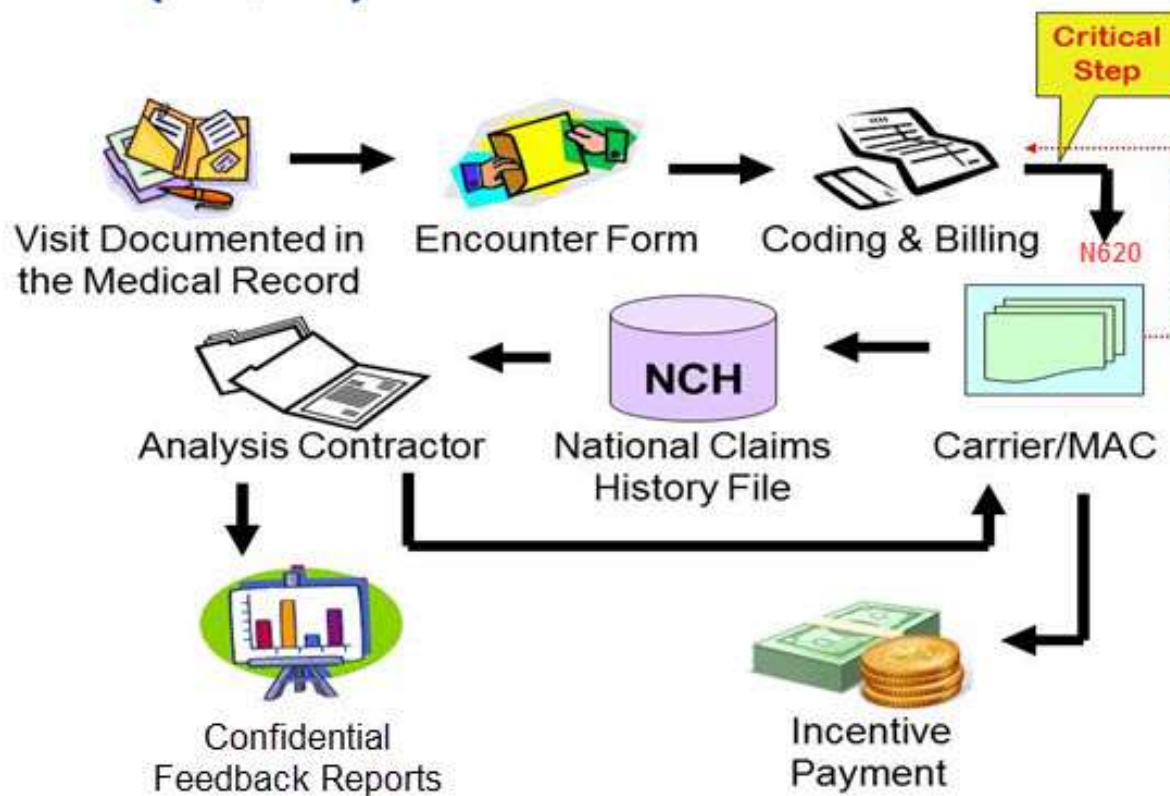 Critical
Step
Visit Documented in
the Medical Record
Encounter Form
Coding & Billing
N620
Analysis Contractor
NCH
National Claims
History File
Carrier/MAC
Confidential
Feedback Reports
Incentive
Payment